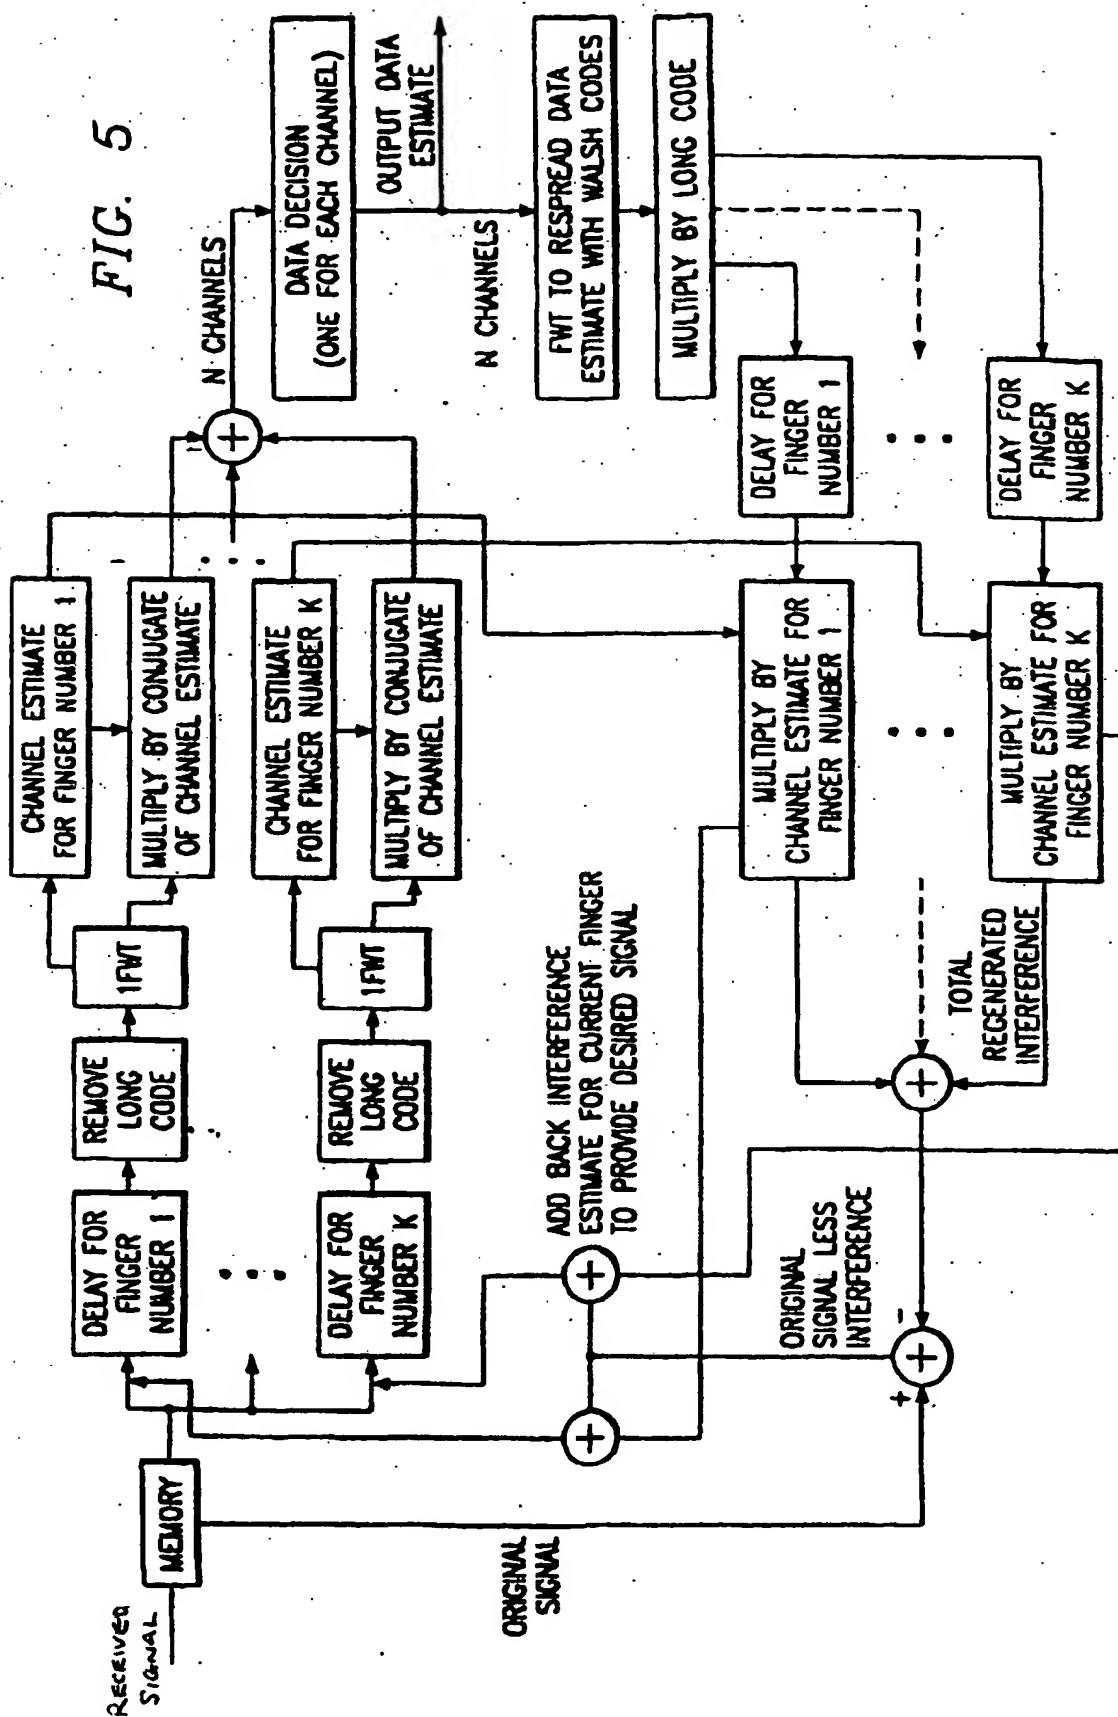 FIG. 5
RECEIVED
SIGNAL
MEMORY
DELAY FOR
FINGER
NUMBER 1
REMOVE
LONG
CODE
1FWT
CHANNEL ESTIMATE
FOR FINGER NUMBER 1
MULTIPLY BY CONJUGATE
OF CHANNEL ESTIMATE
DELAY FOR
FINGER
NUMBER K
REMOVE
LONG
CODE
1FWT
CHANNEL ESTIMATE
FOR FINGER NUMBER K
MULTIPLY BY CONJUGATE
OF CHANNEL ESTIMATE
+
N CHANNELS
DATA DECISION
(ONE FOR EACH CHANNEL)
OUTPUT DATA
ESTIMATE
N CHANNELS
FWT TO RESPREAD DATA
ESTIMATE WITH WALSH CODES
MULTIPLY BY LONG CODE
DELAY FOR
FINGER
NUMBER 1
DELAY FOR
FINGER
NUMBER K
MULTIPLY BY
CHANNEL ESTIMATE FOR
FINGER NUMBER 1
MULTIPLY BY
CHANNEL ESTIMATE FOR
FINGER NUMBER K
ADD BACK INTERFERENCE
ESTIMATE FOR CURRENT FINGER
TO PROVIDE DESIRED SIGNAL
+
+
TOTAL
REGENERATED
INTERFERENCE
+
ORIGINAL
SIGNAL LESS
INTERFERENCE
+
-
+
ORIGINAL
SIGNAL